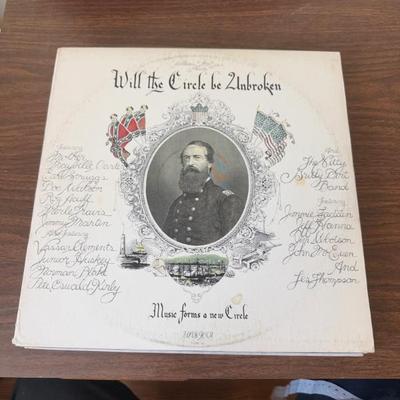 Will the Circle be Unbroken
Featuring
Mother
Maybelle Carter
Earl Scruggs
Doc Watson
Roy Acuff
Merle Travis
Jimmy Martin
Vassar Clements
Junior Huskey
Norman Blake
Pete Oswald Kirby
And
The Nitty
Gritty Dirt
Band
Featuring
Jimmie Fadden
Jeff Hanna
Jim Ibbotson
John McEuen
And
Les Thompson
Music forms a new Circle